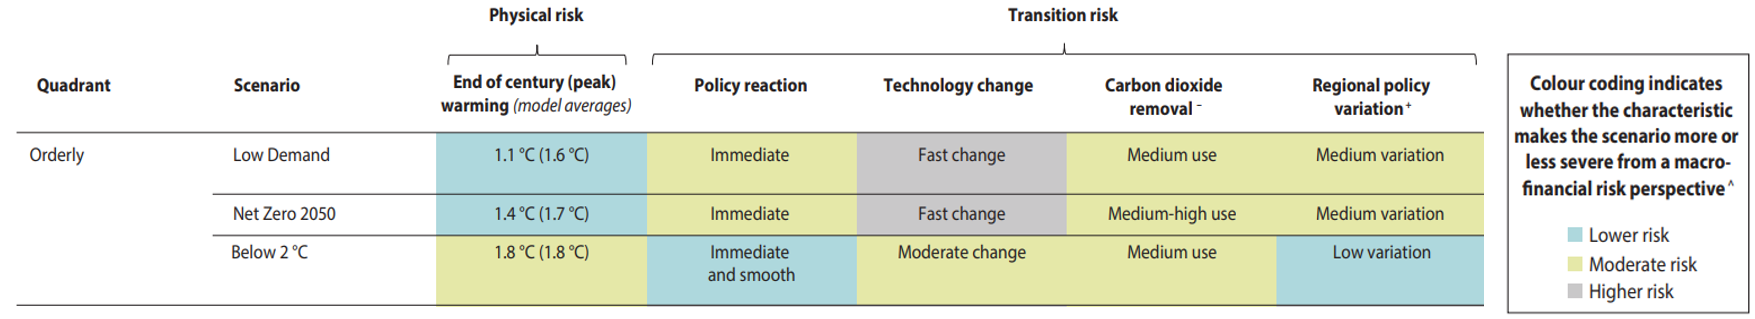 Physical risk
Transition risk
Quadrant
Scenario
End of century (peak)
warming (model averages)
Policy reaction
Technology change
Carbon dioxide
removal −
Regional policy
variation +
Orderly
Low Demand
1.1 °C (1.6 °C)
Immediate
Fast change
Medium use
Medium variation
Net Zero 2050
1.4 °C (1.7 °C)
Immediate
Fast change
Medium-high use
Medium variation
Below 2 °C
1.8 °C (1.8 °C)
Immediate
and smooth
Moderate change
Medium use
Low variation
Colour coding indicates
whether the characteristic
makes the scenario more or
less severe from a macro-
financial risk perspective ^
Lower risk
Moderate risk
Higher risk